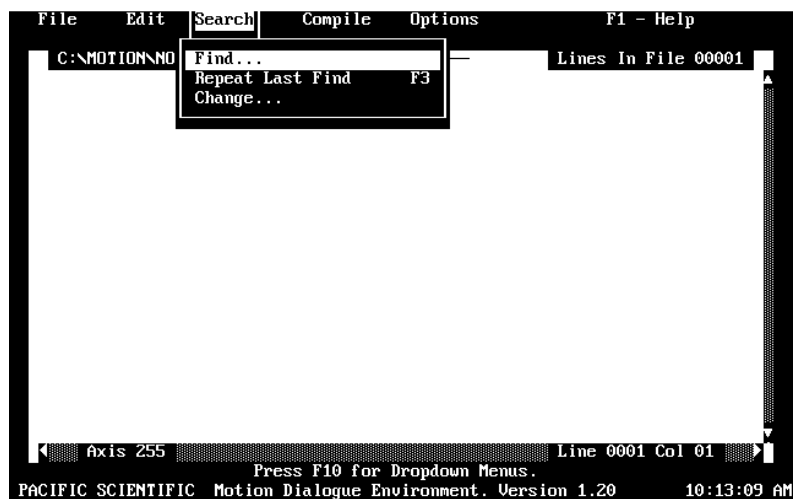 File Edit Search Compile Options F1 - Help
C:\MOTION\NO Find... Lines In File 00001
Repeat Last Find F3
Change...
Axis 255 Line 0001 Col 01
Press F10 for Dropdown Menus.
PACIFIC SCIENTIFIC Motion Dialogue Environment. Version 1.20 10:13:09 AM